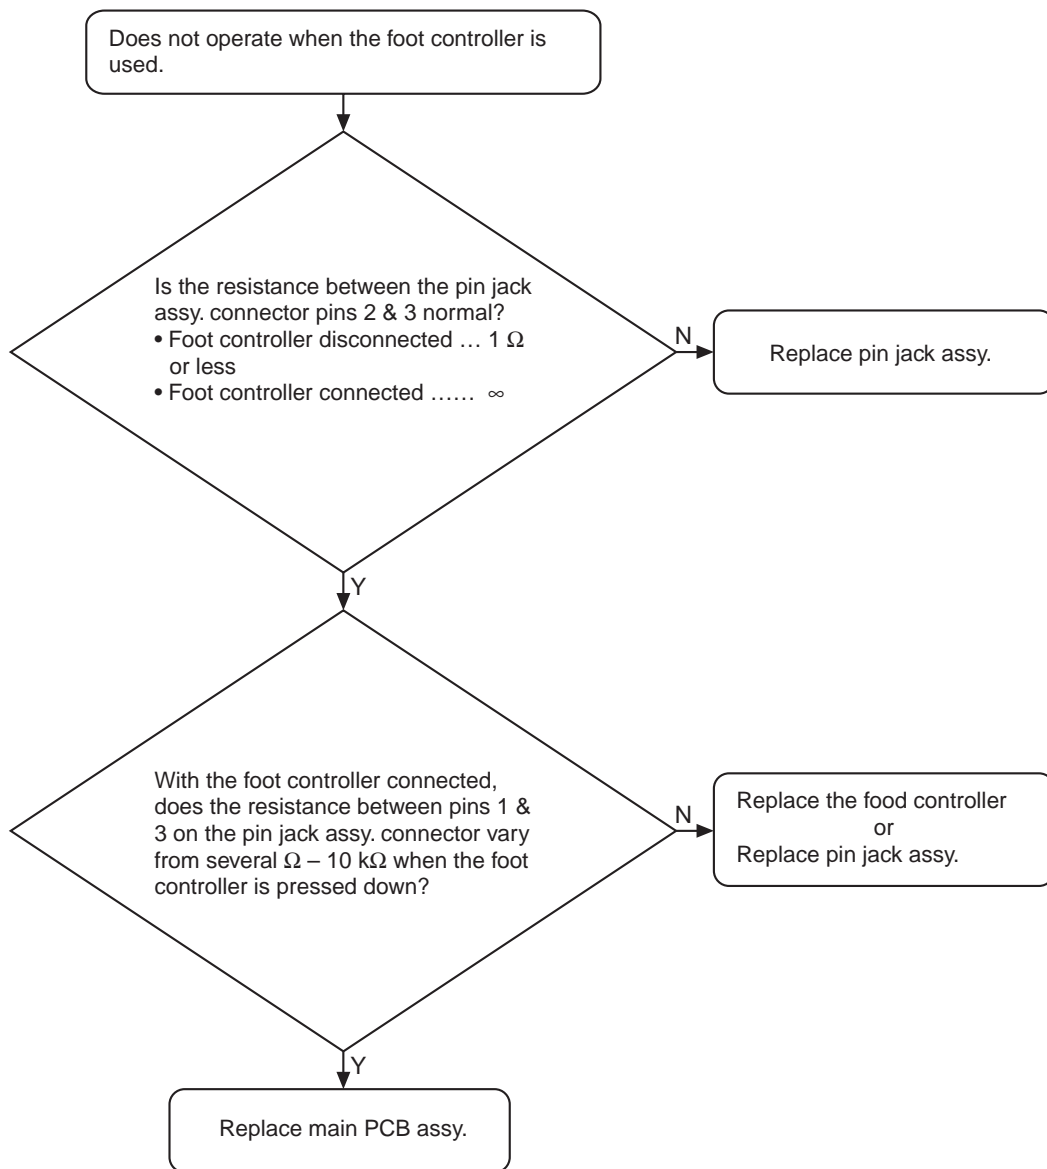 Does not operate when the foot controller is
used.
Is the resistance between the pin jack
assy. connector pins 2 & 3 normal?
• Foot controller disconnected … 1 Ω
or less
• Foot controller connected …… ∞
N
Replace pin jack assy.
Y
With the foot controller connected,
does the resistance between pins 1 &
3 on the pin jack assy. connector vary
from several Ω – 10 kΩ when the foot
controller is pressed down?
N
Replace the food controller
or
Replace pin jack assy.
Y
Replace main PCB assy.